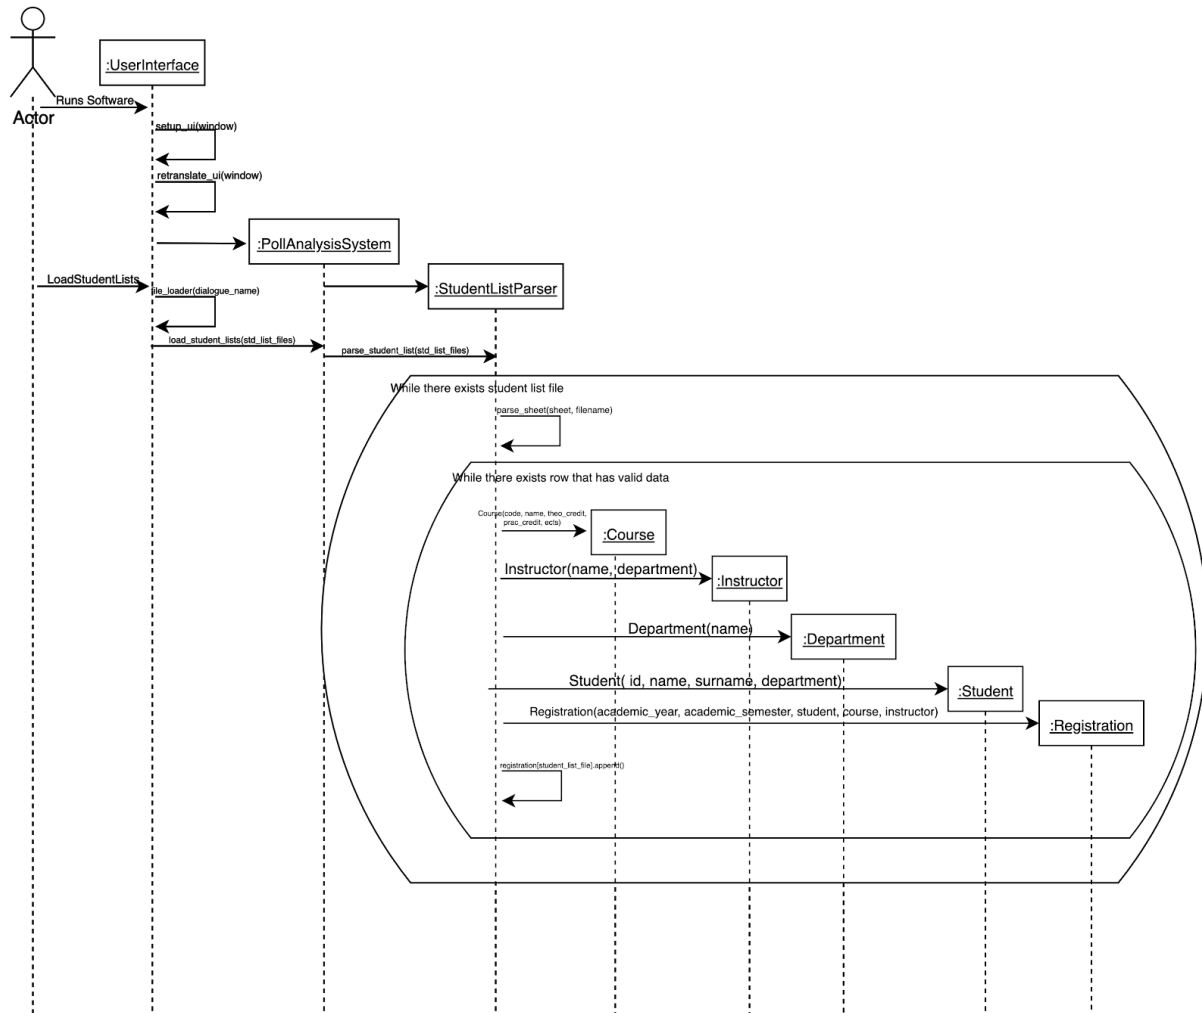 :UserInterface
Runs Software
Actor
setup_ui(window)
retranslate_ui(window)
:PollAnalysisSystem
LoadStudentLists
:StudentListParser
file_loader(dialogue_name)
load_student_lists(std_list_files)
parse_student_list(std_list_files)
While there exists student list file
parse_sheet(sheet, filename)
While there exists row that has valid data
Course(code, name, theo_credit,
prac_credit, ects)
:Course
Instructor(name, department)
:Instructor
Department(name)
:Department
Student( id, name, surname, department)
:Student
Registration(academic_year, academic_semester, student, course, instructor)
:Registration
registration[student_list_file].append()